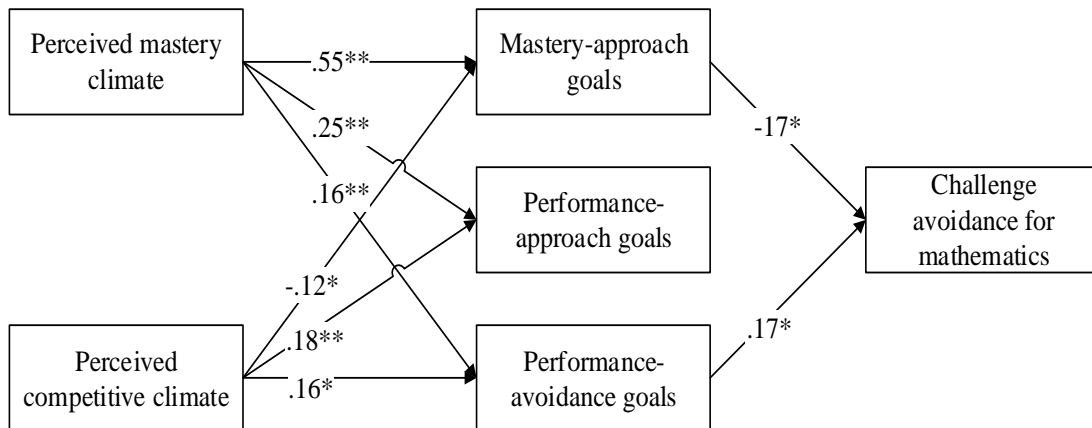 Perceived mastery
climate
Mastery-approach
goals
.55**
.25**
-17*
.16**
Performance-
approach goals
Challenge
avoidance for
mathematics
-.12*
.18**
.17*
Perceived
competitive climate
.16*
Performance-
avoidance goals